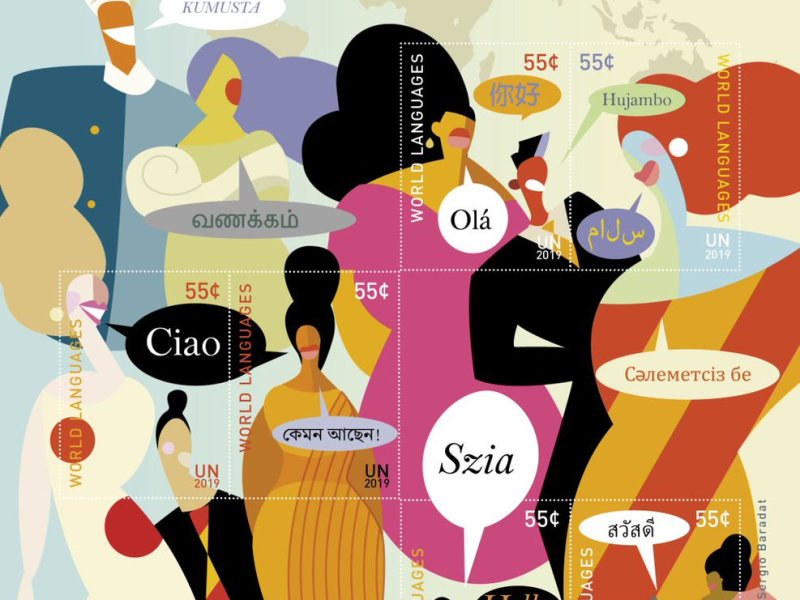 KUMUSTA
WORLD LANGUAGES
55¢
你好
55¢
Hujambo
WORLD LANGUAGES
வணக்கம்
Olá
سلام
UN
2019
UN
2019
55¢
WORLD LANGUAGES
55¢
WORLD LANGUAGES
Ciao
Сәлеметсіз бе
কেমন আছেন!
Szia
UN
2019
UN
2019
55¢
สวัสดี
55¢
Sergio Baradat
LANGUAGES